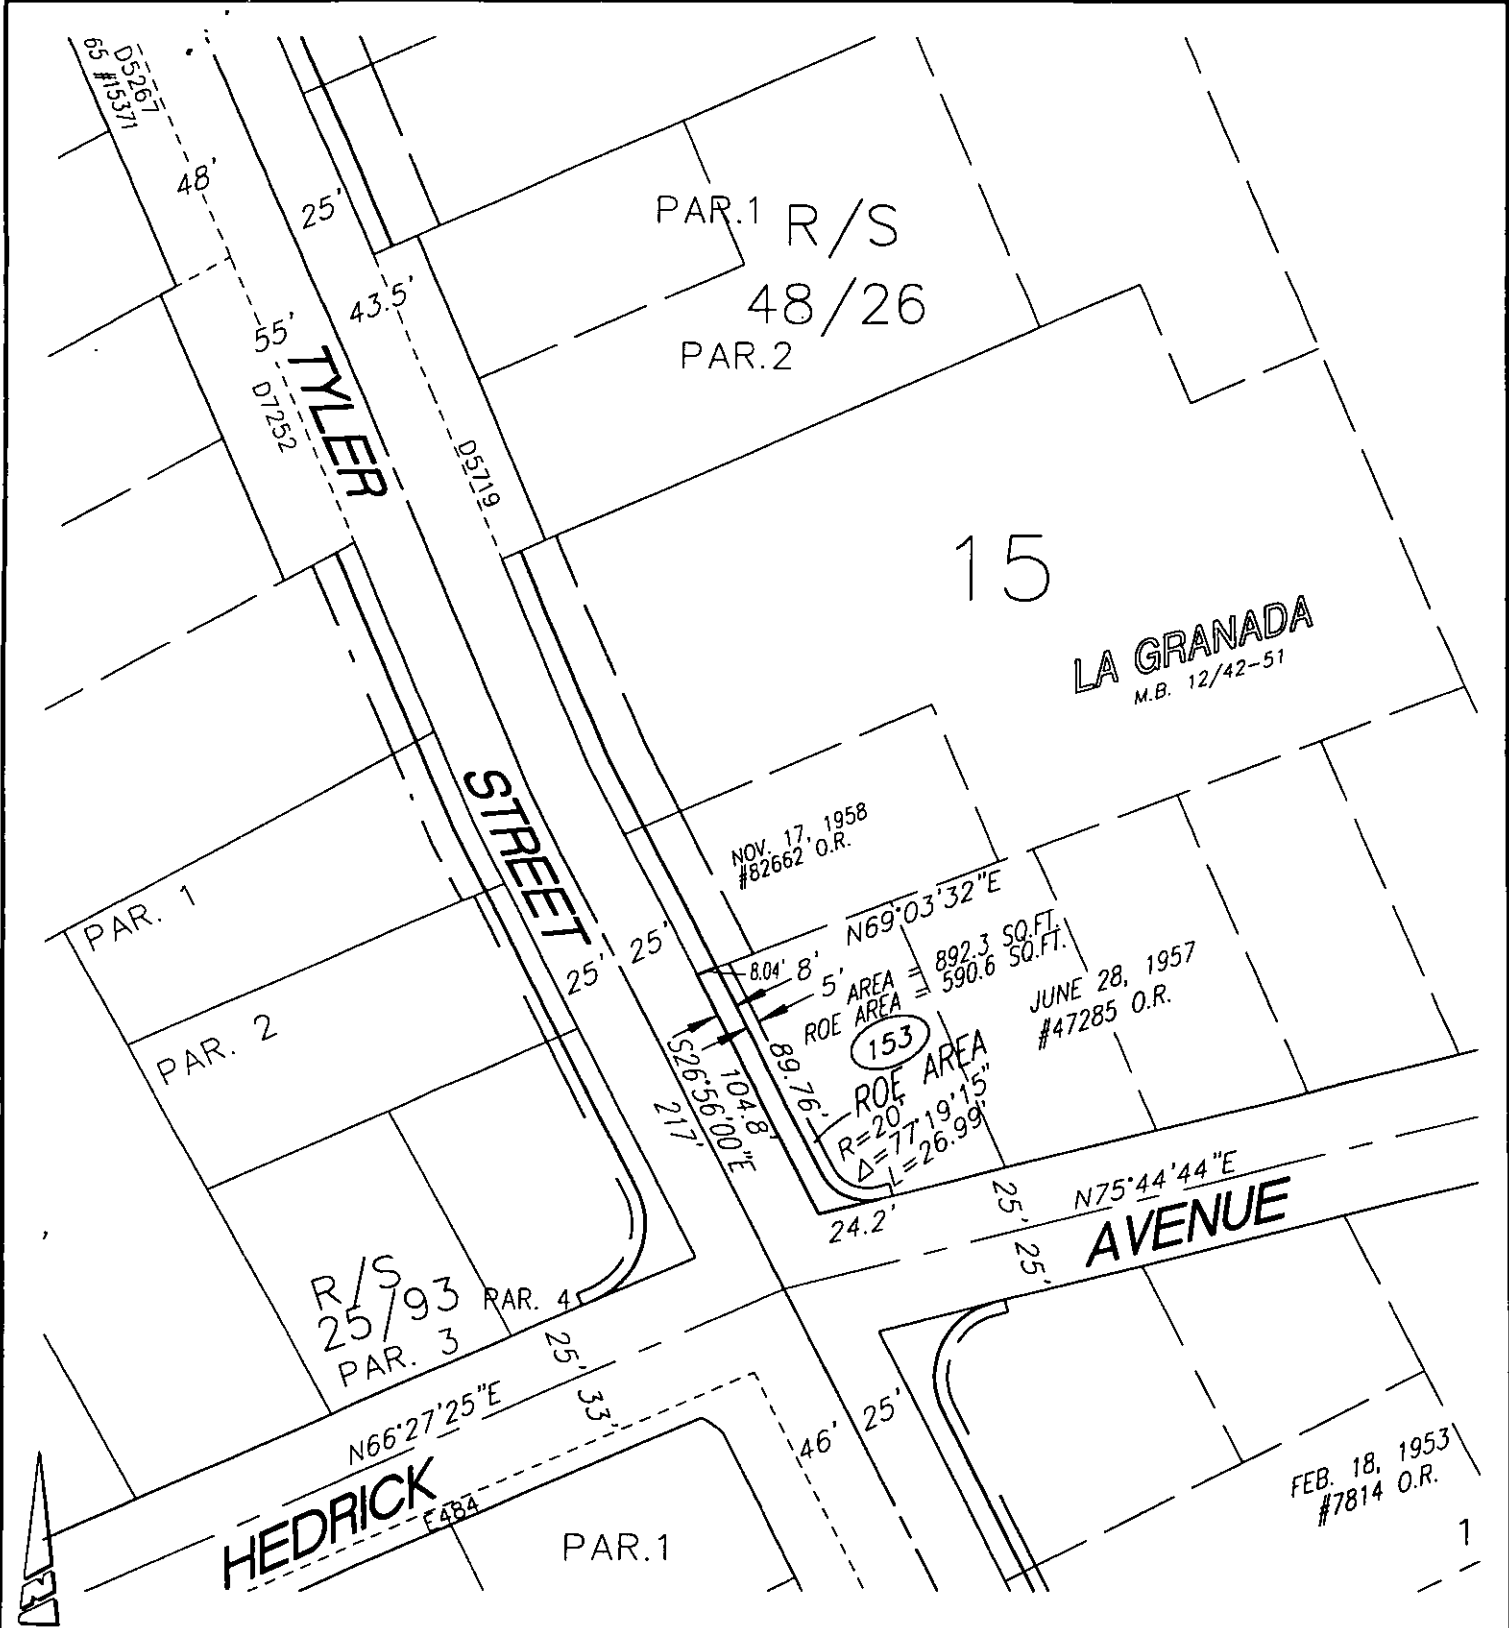 D5267
65 #15371
48'
25'
PAR.1
R/S
48/26
PAR.2
43.5'
55'
D7252
TYLER
D5719
15
LA GRANADA
M.B. 12/42-51
STREET
NOV. 17, 1958
#82662 O.R.
PAR. 1
N69°03'32"E
25'
25'
8.04'
8'
5'
AREA = 892.3 SQ.FT.
ROE AREA = 590.6 SQ.FT.
153
JUNE 28, 1957
#47285 O.R.
PAR. 2
89.76'
ROE AREA
R=20'
Δ=77°19'15"
L=26.99'
104.8'
S26°56'00"E
217'
24.2'
N75°44'44"E
AVENUE
25'
25'
R/S
25/93
PAR. 4
PAR. 3
25'
33'
N66°27'25"E
HEDRICK
E484
46'
25'
PAR.1
FEB. 18, 1953
#7814 O.R.
1
N